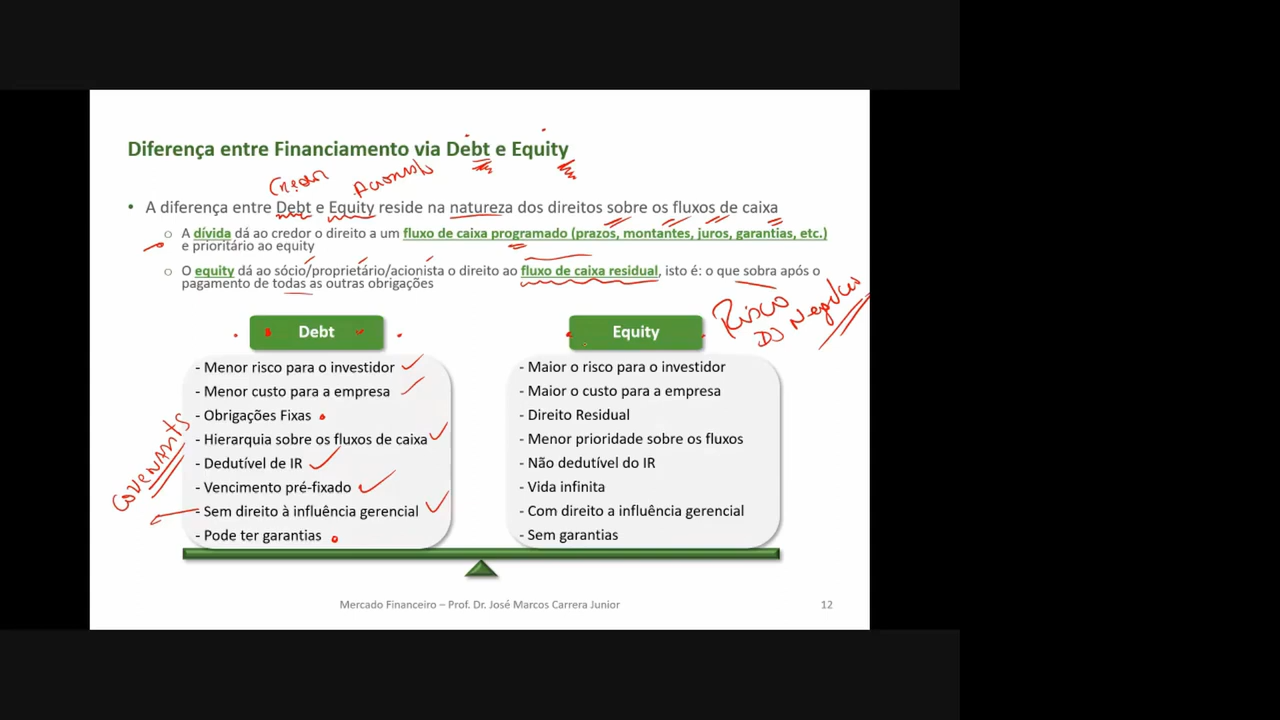 Diferença entre Financiamento via Debt e Equity
Credor Acionista
• A diferença entre Debt e Equity reside na natureza dos direitos sobre os fluxos de caixa
o A dívida dá ao credor o direito a um fluxo de caixa programado (prazos, montantes, juros, garantias, etc.)
e prioritário ao equity
o O equity dá ao sócio/proprietário/acionista o direito ao fluxo de caixa residual, isto é: o que sobra após o
pagamento de todas as outras obrigações
Risco
Do Negócio
Debt
- Menor risco para o investidor
- Menor custo para a empresa
- Obrigações Fixas
- Hierarquia sobre os fluxos de caixa
- Dedutível de IR
- Vencimento pré-fixado
- Sem direito à influência gerencial
- Pode ter garantias
COVENANTS
Equity
- Maior o risco para o investidor
- Maior o custo para a empresa
- Direito Residual
- Menor prioridade sobre os fluxos
- Não dedutível do IR
- Vida infinita
- Com direito a influência gerencial
- Sem garantias
Mercado Financeiro – Prof. Dr. José Marcos Carrera Junior
12